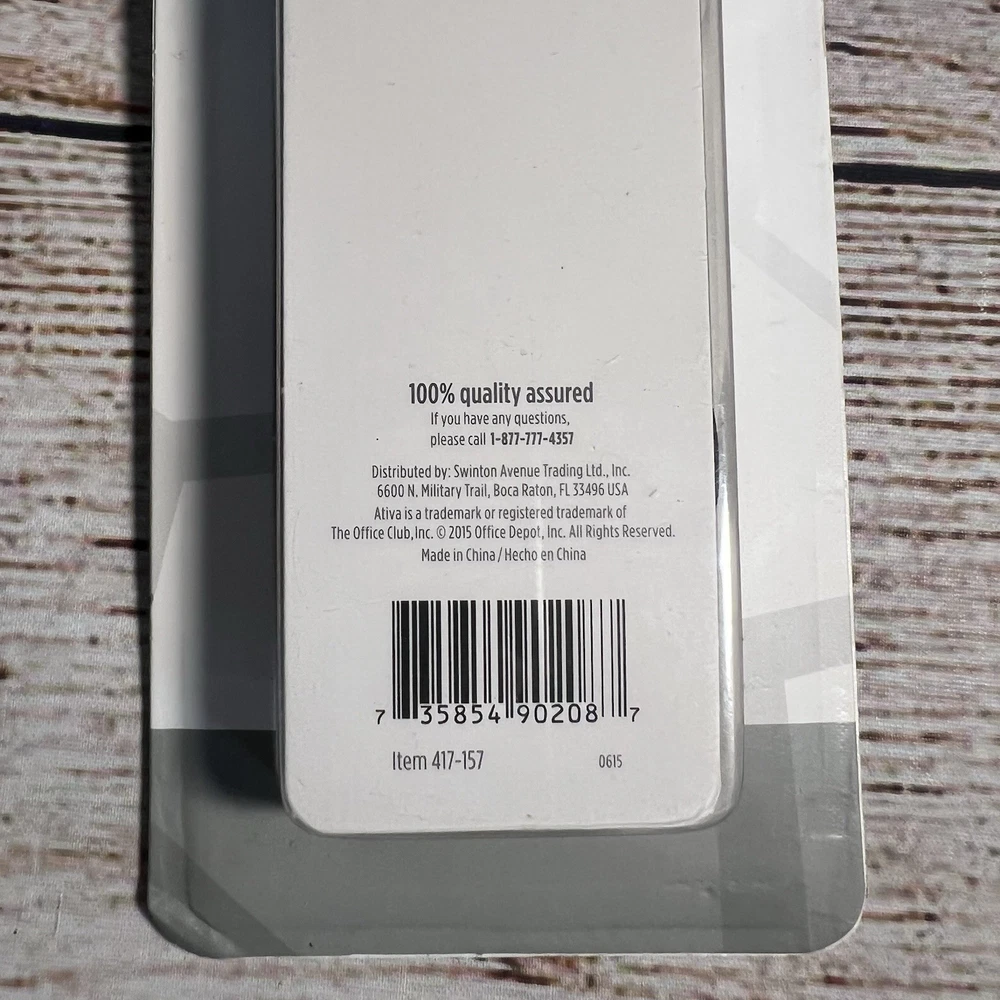 100% quality assured
If you have any questions,
please call 1-877-777-4357
Distributed by: Swinton Avenue Trading Ltd., Inc.
6600 N. Military Trail, Boca Raton, FL 33496 USA
Ativa is a trademark or registered trademark of
The Office Club,Inc. © 2015 Office Depot, Inc. All Rights Reserved.
Made in China / Hecho en China
7 35854 90208 7
Item 417-157 0615